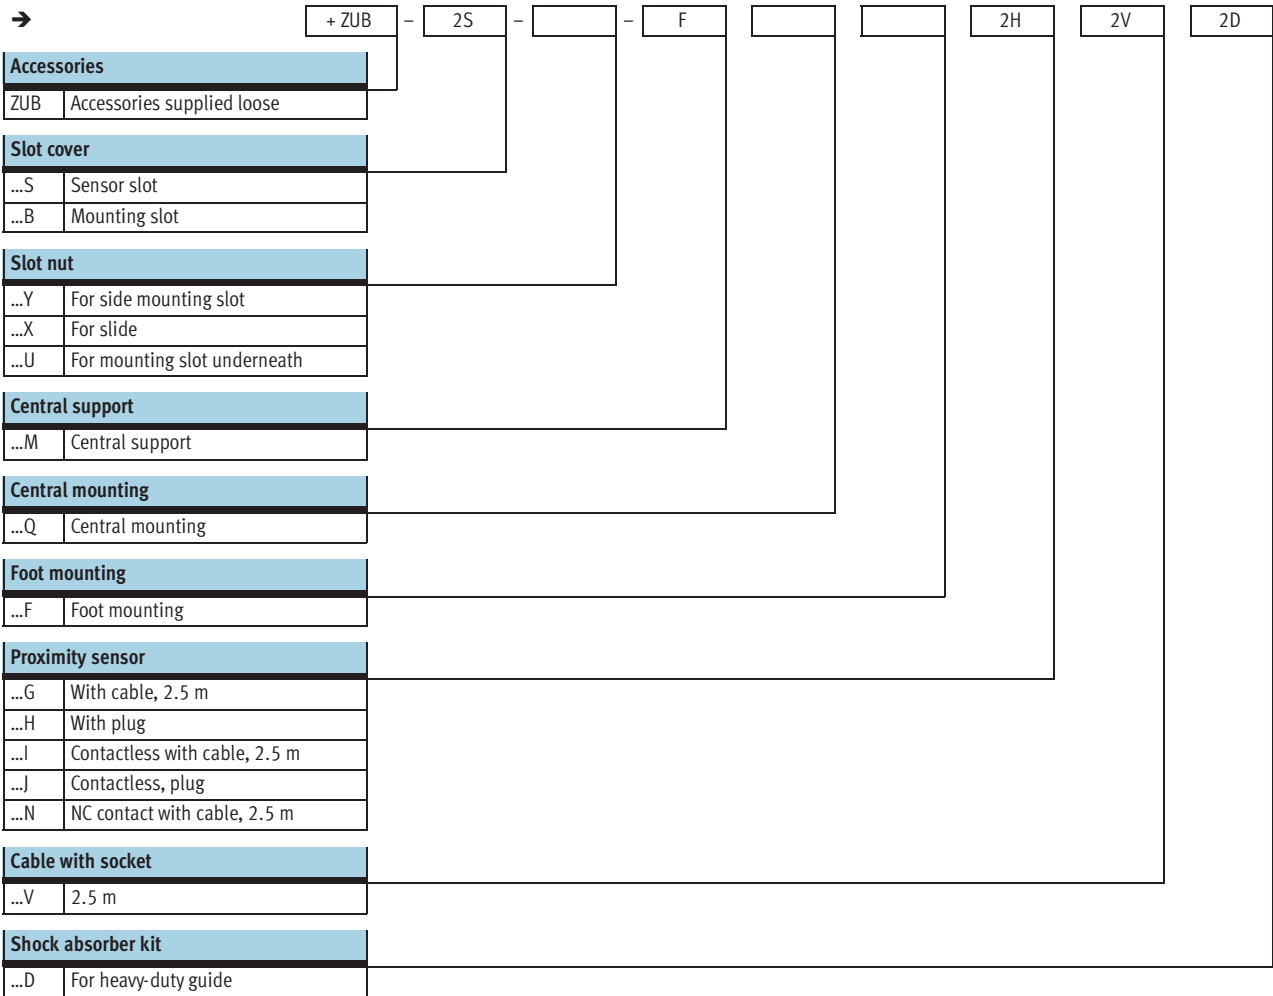 ➔ + ZUB – 2S – – F 2H 2V 2D
Accessories
ZUB Accessories supplied loose
Slot cover
...S Sensor slot
...B Mounting slot
Slot nut
...Y For side mounting slot
...X For slide
...U For mounting slot underneath
Central support
...M Central support
Central mounting
...Q Central mounting
Foot mounting
...F Foot mounting
Proximity sensor
...G With cable, 2.5 m
...H With plug
...I Contactless with cable, 2.5 m
...J Contactless, plug
...N NC contact with cable, 2.5 m
Cable with socket
...V 2.5 m
Shock absorber kit
...D For heavy-duty guide